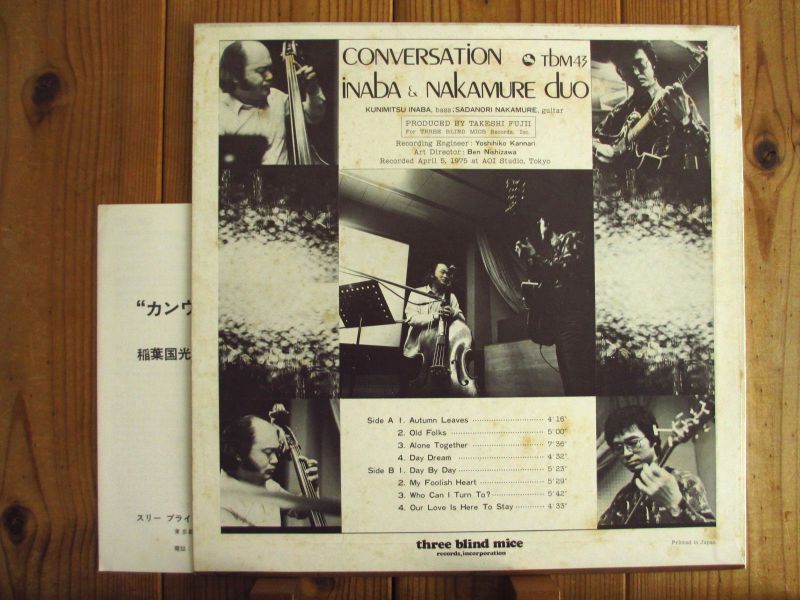 CONVERSATION TBM-43
INABA & NAKAMURE DUO
KUNIMITSU INABA, bass; SADANORI NAKAMURE, guitar
PRODUCED BY TAKESHI FUJII
For THREE BLIND MICE Records, Inc.
Recording Engineer: Yoshihiko Kannari
Art Director: Ben Nishizawa
Recorded April 5, 1975 at AOI Studio, Tokyo
Side A 1. Autumn Leaves 4'16"
2. Old Folks 5'00"
3. Alone Together 7'36"
4. Day Dream 4'32"
Side B 1. Day By Day 5'23"
2. My Foolish Heart 5'29"
3. Who Can I Turn To? 5'42"
4. Our Love Is Here To Stay 4'33"
three blind mice
records, incorporation
Printed in Japan
“カンウ
稲葉国光
スリー ブライ
東京都
電話